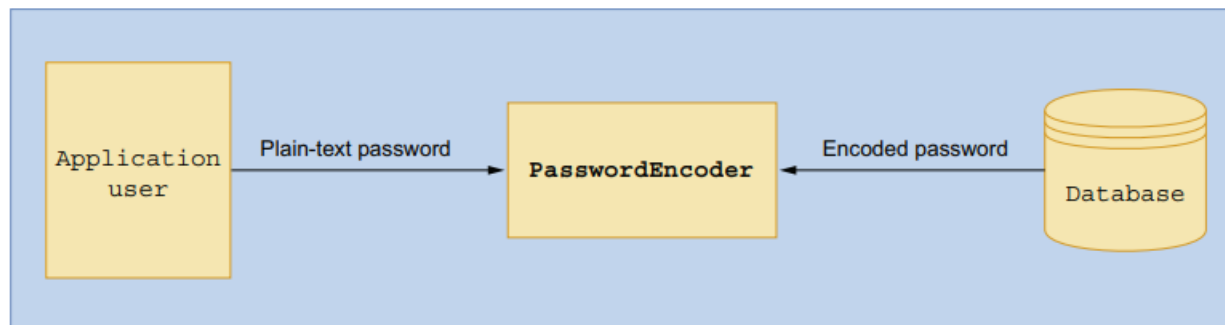 Application
user
Plain-text password
PasswordEncoder
Encoded password
Database